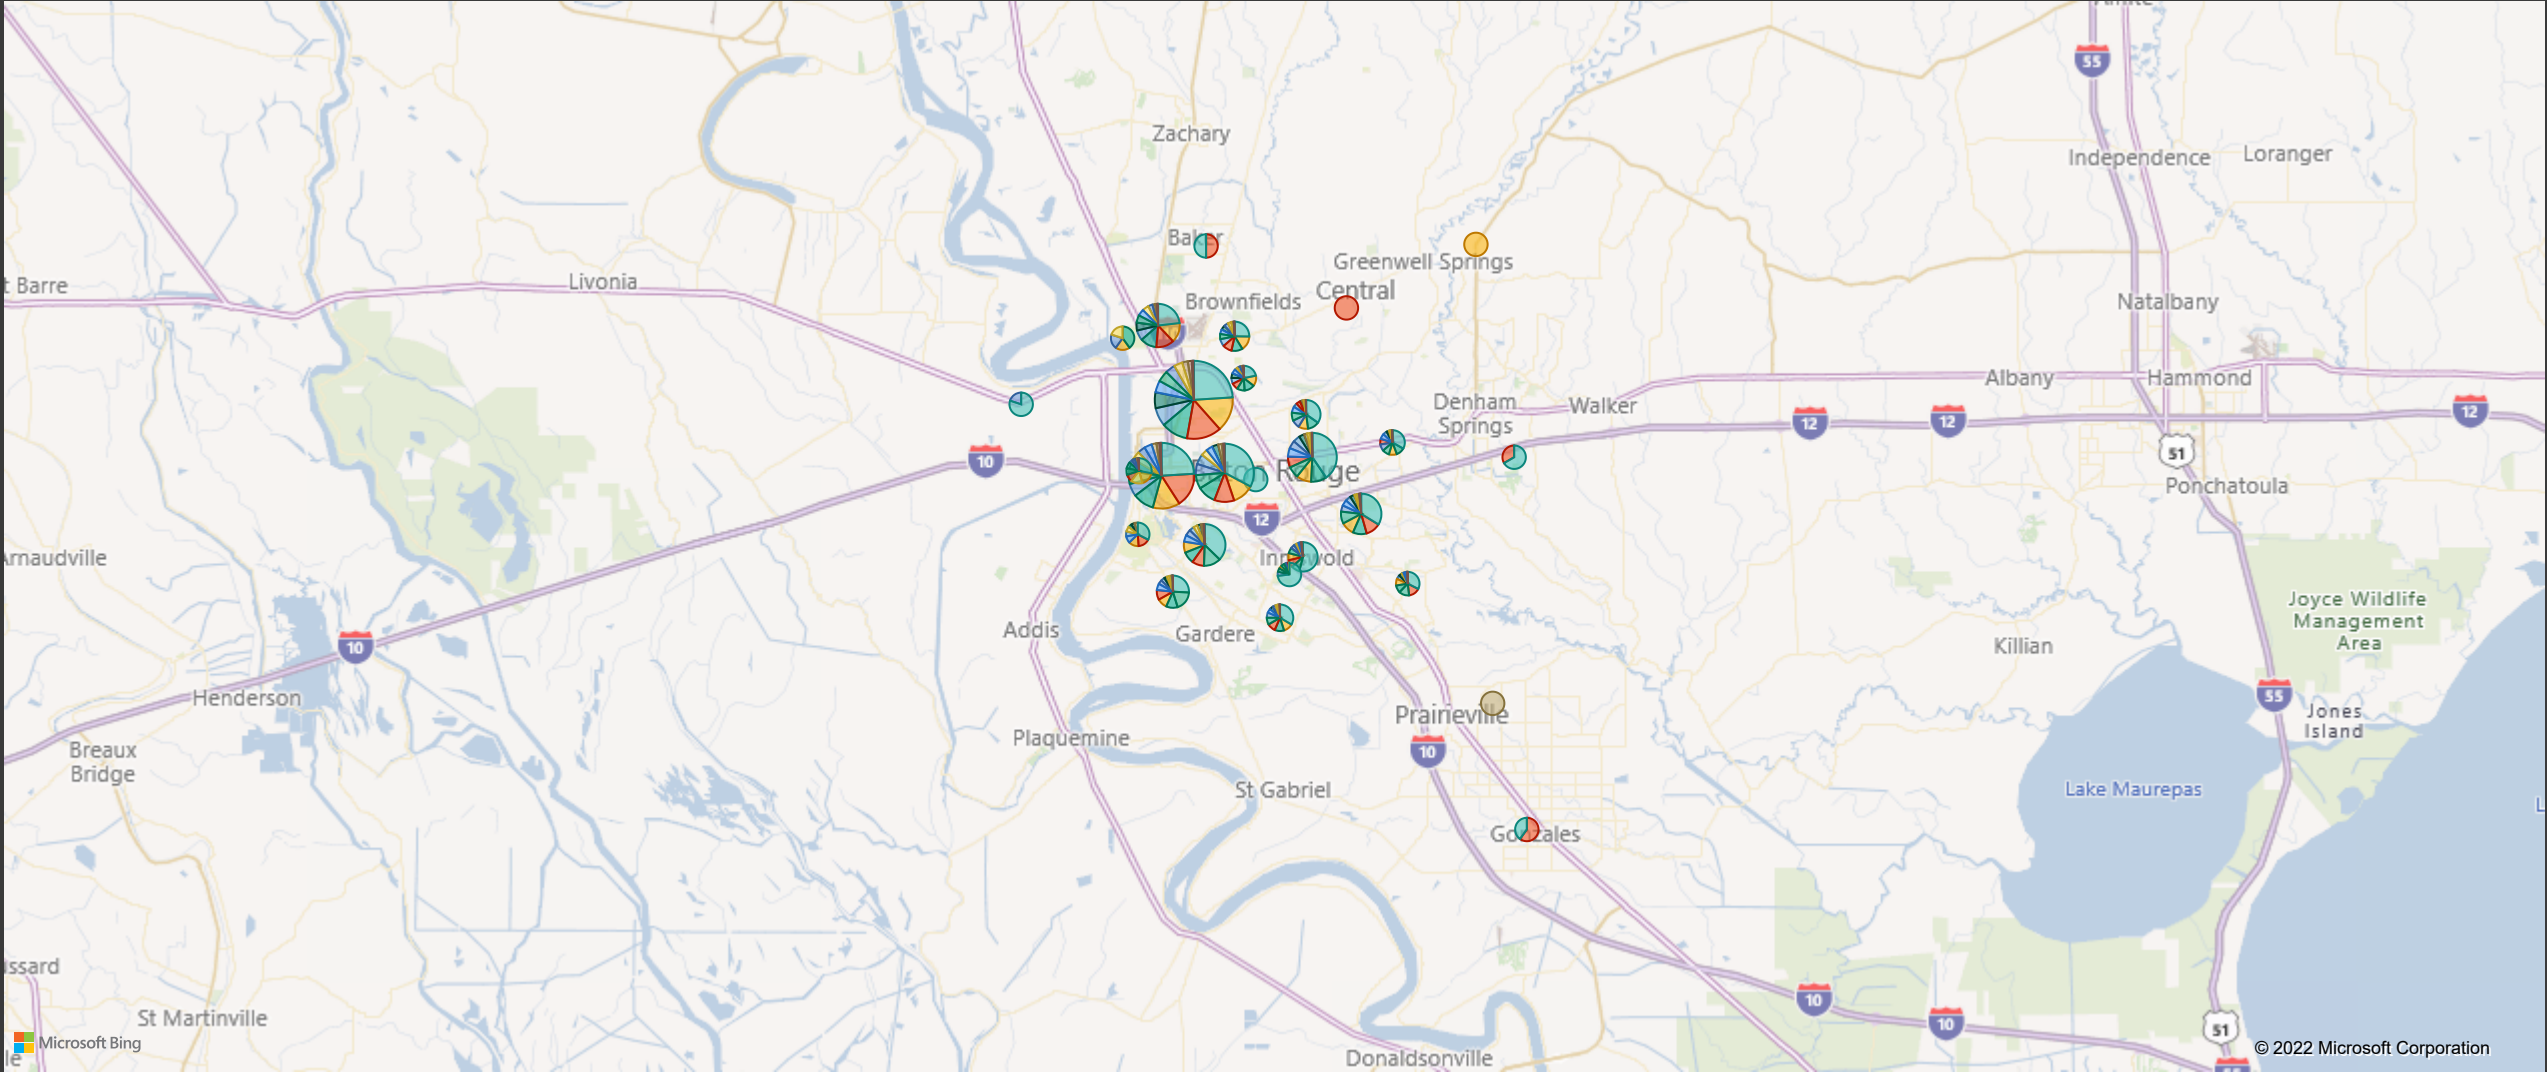 55
Zachary
Independence
Loranger
Baker
Greenwell Springs
t Barre
Livonia
Central
Brownfields
Natalbany
Albany
Hammond
Denham
Springs
Walker
12
12
12
10
51
Ponchatoula
12
Arnaudville
Addis
Gardere
Joyce Wildlife
Management
Area
Killian
10
Henderson
55
Prairieville
Jones
Island
Plaquemine
Breaux
Bridge
10
St Gabriel
Lake Maurepas
L
Gonzales
issard
10
St Martinville
10
51
Microsoft Bing
© 2022 Microsoft Corporation
le
Donaldsonville